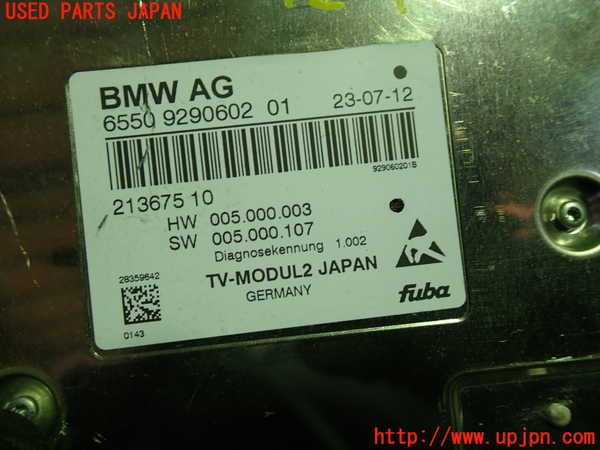 USED PARTS JAPAN
BMW AG
6550 9290602 01 23-07-12
929060201B
213675 10
HW 005.000.003
SW 005.000.107
Diagnosekennung 1.002
28359642
TV-MODUL2 JAPAN
GERMANY
fuba
0143
http://www.upjpn.com